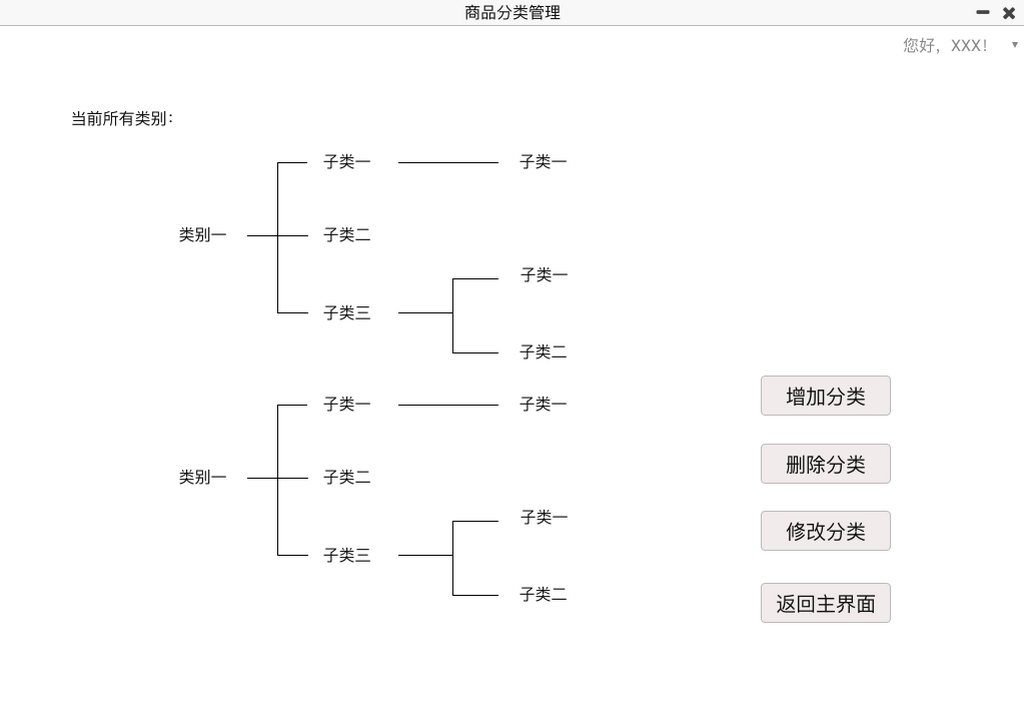 商品分类管理
您好，XXX！
当前所有类别：
子类一 子类一
类别一 子类二
子类一
子类三
子类二
子类一 子类一
类别一 子类二
子类一
子类三
子类二
增加分类
删除分类
修改分类
返回主界面